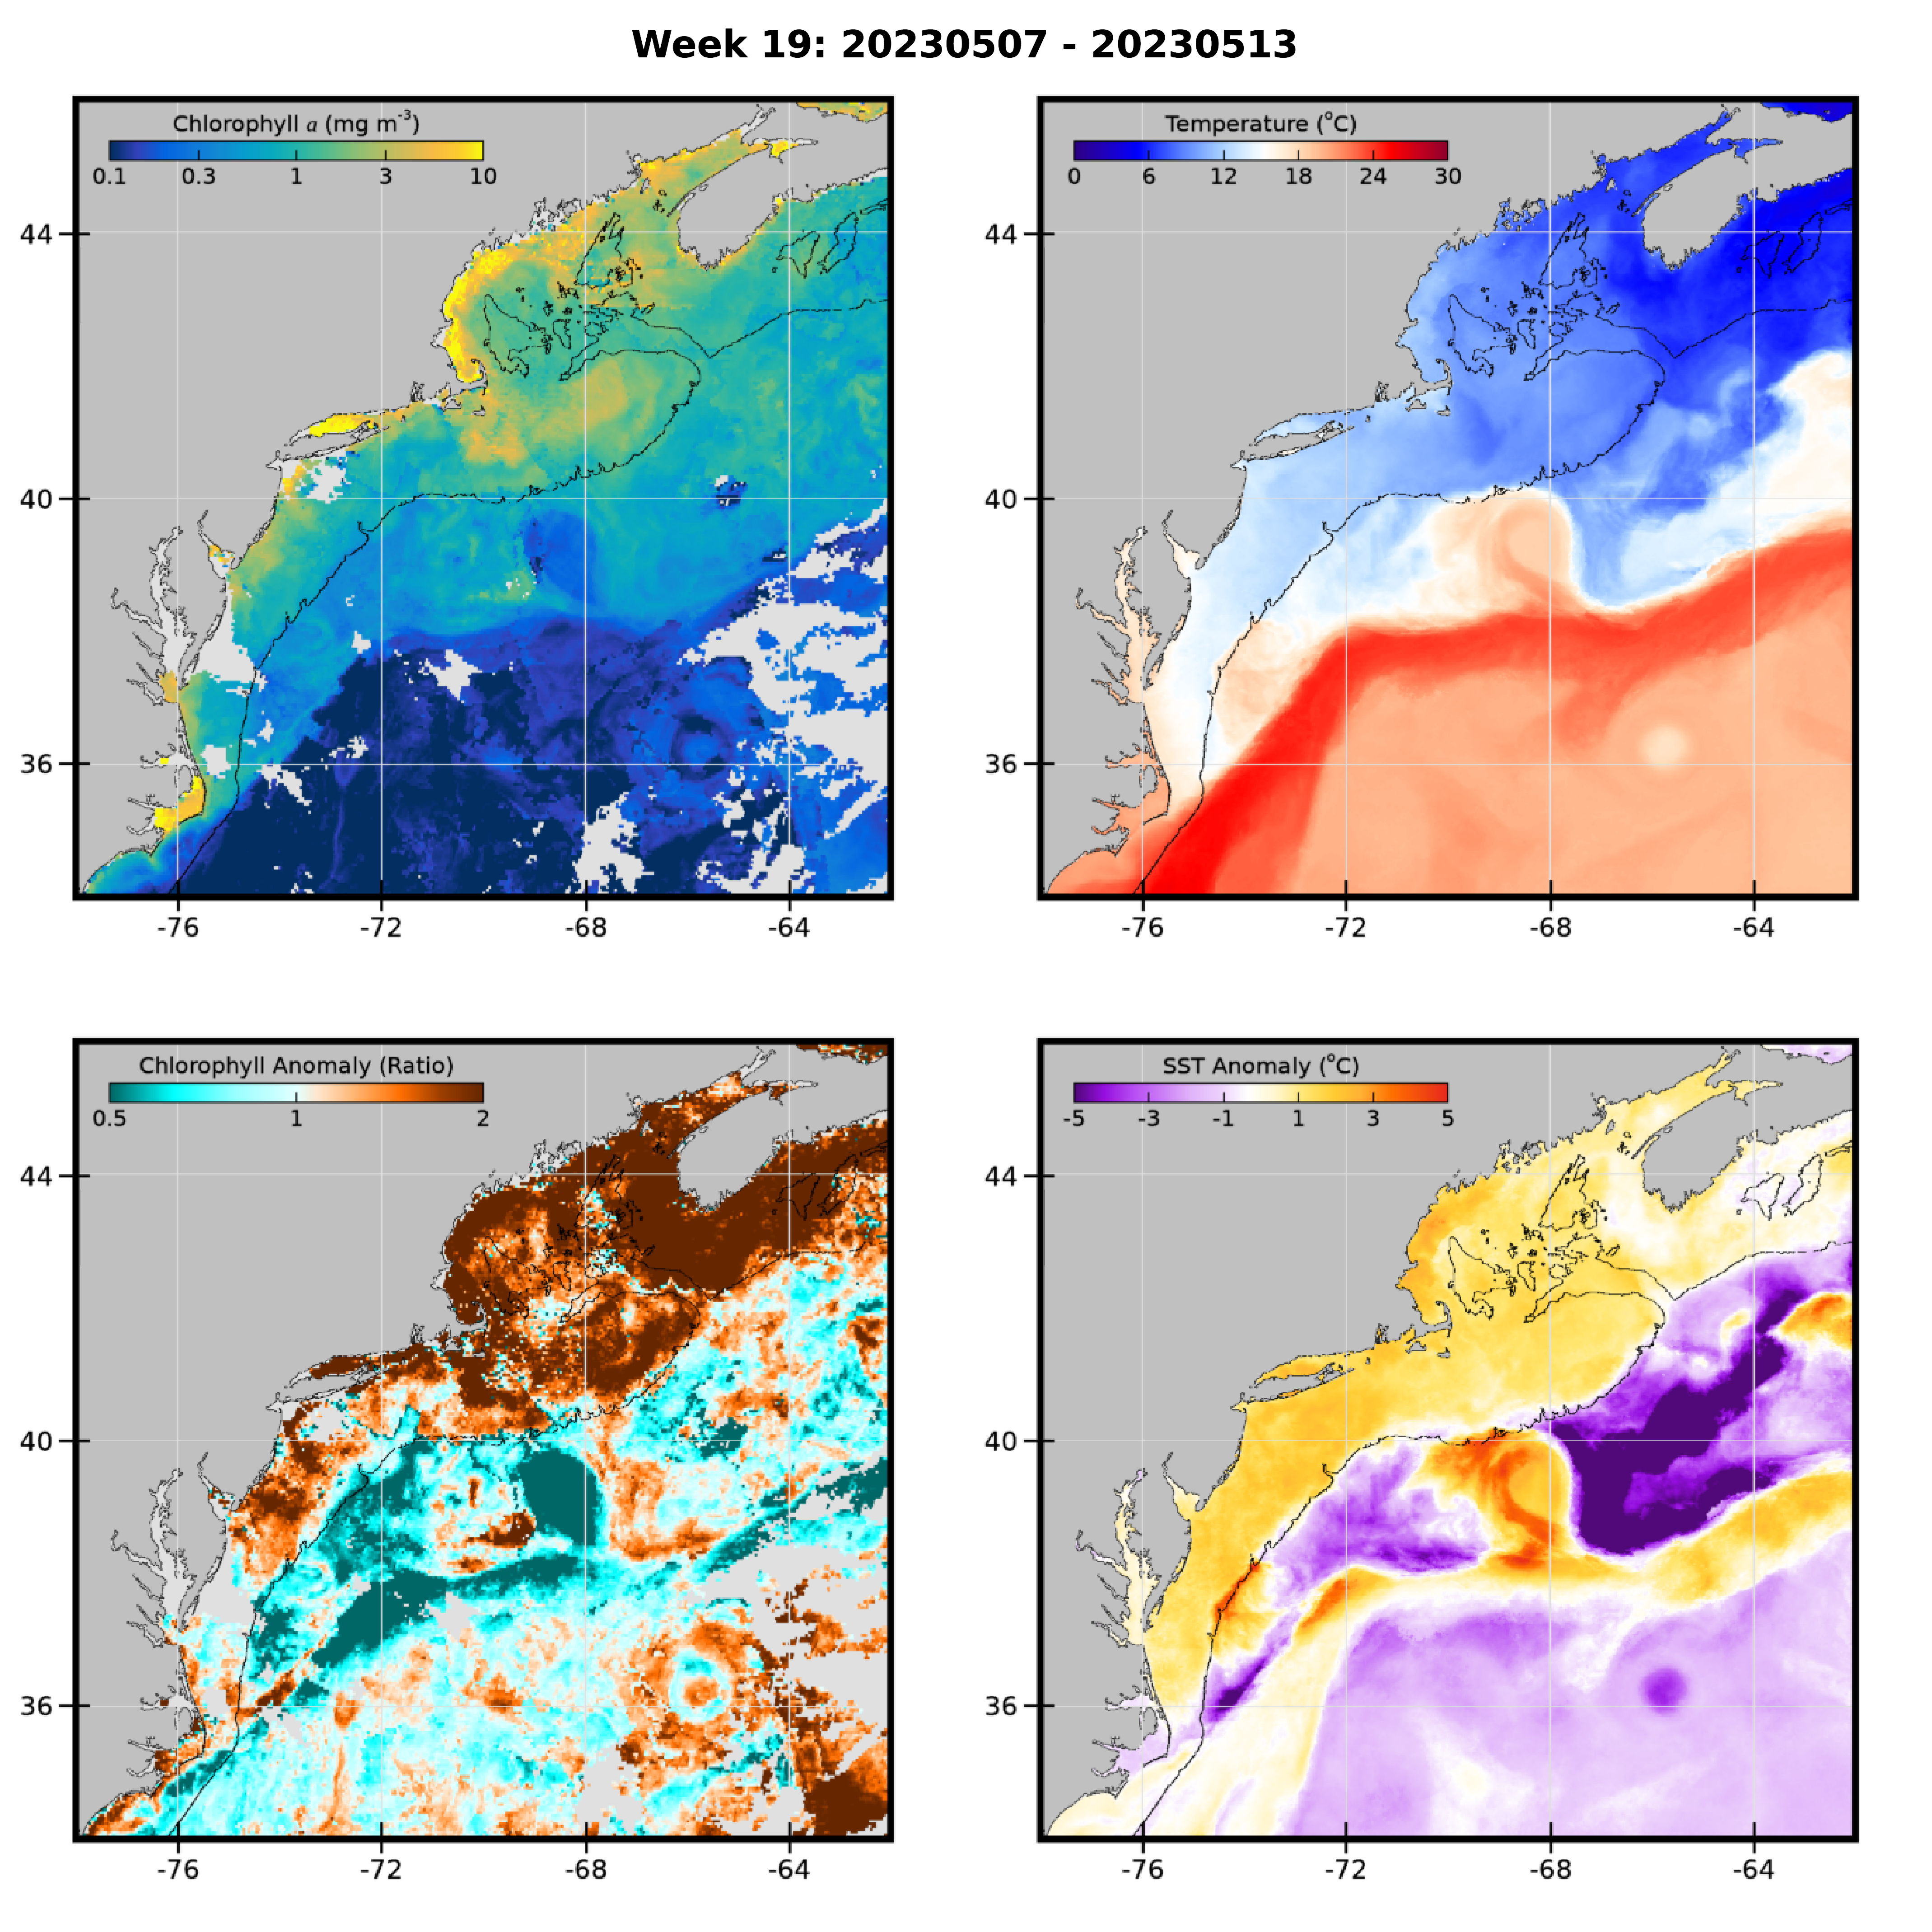 Week 19: 20230507 - 20230513
Chlorophyll a (mg m⁻³)
0.1 0.3 1 3 10
44
40
36
-76 -72 -68 -64
Temperature (°C)
0 6 12 18 24 30
44
40
36
-76 -72 -68 -64
Chlorophyll Anomaly (Ratio)
0.5 1 2
44
40
36
-76 -72 -68 -64
SST Anomaly (°C)
-5 -3 -1 1 3 5
44
40
36
-76 -72 -68 -64